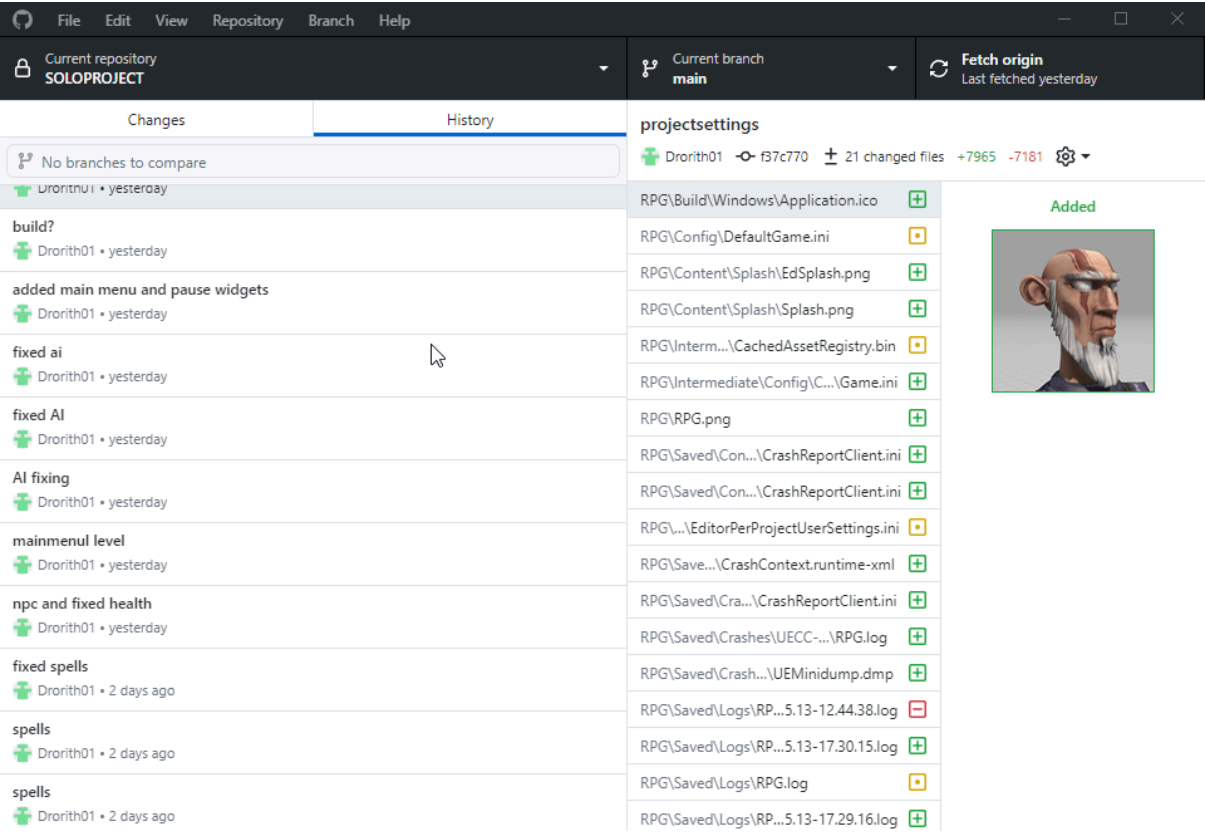 File Edit View Repository Branch Help
Current repository
SOLOPROJECT
Current branch
main
Fetch origin
Last fetched yesterday
Changes
History
No branches to compare
Drorith01 • yesterday
build?
Drorith01 • yesterday
added main menu and pause widgets
Drorith01 • yesterday
fixed ai
Drorith01 • yesterday
fixed AI
Drorith01 • yesterday
AI fixing
Drorith01 • yesterday
mainmenul level
Drorith01 • yesterday
npc and fixed health
Drorith01 • yesterday
fixed spells
Drorith01 • 2 days ago
spells
Drorith01 • 2 days ago
spells
Drorith01 • 2 days ago
projectsettings
Drorith01 f37c770 21 changed files +7965 -7181
RPG\Build\Windows\Application.ico
RPG\Config\DefaultGame.ini
RPG\Content\Splash\EdSplash.png
RPG\Content\Splash\Splash.png
RPG\Interm...\CachedAssetRegistry.bin
RPG\Intermediate\Config\C...\Game.ini
RPG\RPG.png
RPG\Saved\Con...\CrashReportClient.ini
RPG\Saved\Con...\CrashReportClient.ini
RPG\...\EditorPerProjectUserSettings.ini
RPG\Save...\CrashContext.runtime-xml
RPG\Saved\Cra...\CrashReportClient.ini
RPG\Saved\Crashes\UECC-...\RPG.log
RPG\Saved\Crash...\UEMinidump.dmp
RPG\Saved\Logs\RP...5.13-12.44.38.log
RPG\Saved\Logs\RP...5.13-17.30.15.log
RPG\Saved\Logs\RPG.log
RPG\Saved\Logs\RP...5.13-17.29.16.log
Added